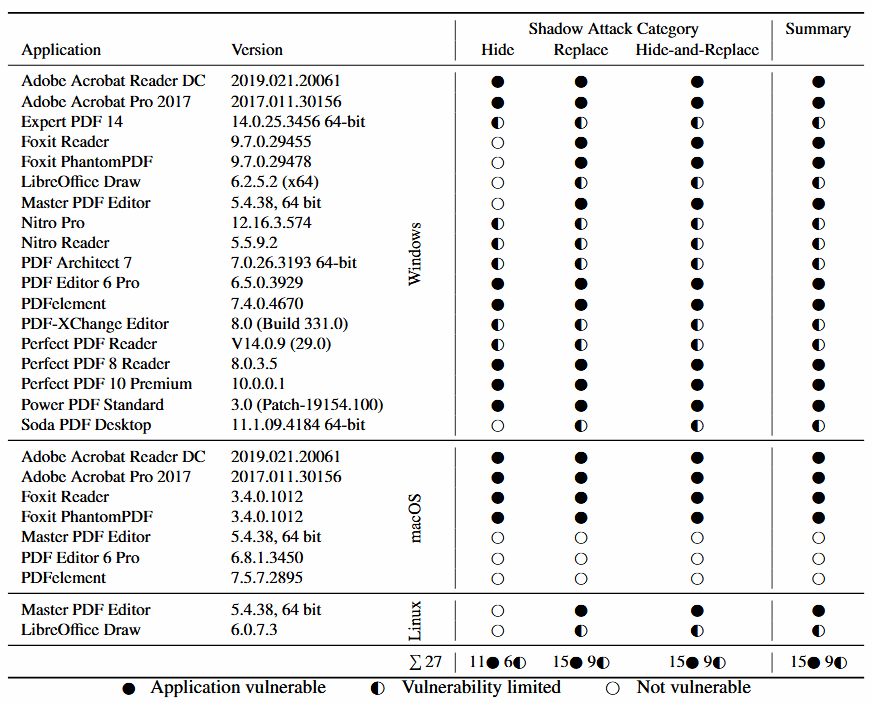 Shadow Attack Category Summary
Application Version Hide Replace Hide-and-Replace
Adobe Acrobat Reader DC 2019.021.20061 ● ● ● ●
Adobe Acrobat Pro 2017 2017.011.30156 ● ● ● ●
Expert PDF 14 14.0.25.3456 64-bit ◐ ◐ ◐ ◐
Foxit Reader 9.7.0.29455 ○ ● ● ●
Foxit PhantomPDF 9.7.0.29478 ○ ● ● ●
LibreOffice Draw 6.2.5.2 (x64) ○ ◐ ◐ ◐
Master PDF Editor 5.4.38, 64 bit ○ ● ● ●
Nitro Pro 12.16.3.574 ◐ ◐ ◐ ◐
Nitro Reader 5.5.9.2 ◐ ◐ ◐ ◐
PDF Architect 7 7.0.26.3193 64-bit ◐ ◐ ◐ ◐
PDF Editor 6 Pro 6.5.0.3929 ● ● ● ●
PDFelement 7.4.0.4670 ● ● ● ●
PDF-XChange Editor 8.0 (Build 331.0) ◐ ◐ ◐ ◐
Perfect PDF Reader V14.0.9 (29.0) ◐ ◐ ◐ ◐
Perfect PDF 8 Reader 8.0.3.5 ● ● ● ●
Perfect PDF 10 Premium 10.0.0.1 ● ● ● ●
Power PDF Standard 3.0 (Patch-19154.100) ● ● ● ●
Soda PDF Desktop 11.1.09.4184 64-bit ○ ◐ ◐ ◐
Windows
Adobe Acrobat Reader DC 2019.021.20061 ● ● ● ●
Adobe Acrobat Pro 2017 2017.011.30156 ● ● ● ●
Foxit Reader 3.4.0.1012 ● ● ● ●
Foxit PhantomPDF 3.4.0.1012 ● ● ● ●
Master PDF Editor 5.4.38, 64 bit ○ ○ ○ ○
PDF Editor 6 Pro 6.8.1.3450 ○ ○ ○ ○
PDFelement 7.5.7.2895 ○ ○ ○ ○
macOS
Master PDF Editor 5.4.38, 64 bit ○ ● ● ●
LibreOffice Draw 6.0.7.3 ○ ◐ ◐ ◐
Linux
∑ 27 11● 6◐ 15● 9◐ 15● 9◐ 15● 9◐
● Application vulnerable ◐ Vulnerability limited ○ Not vulnerable